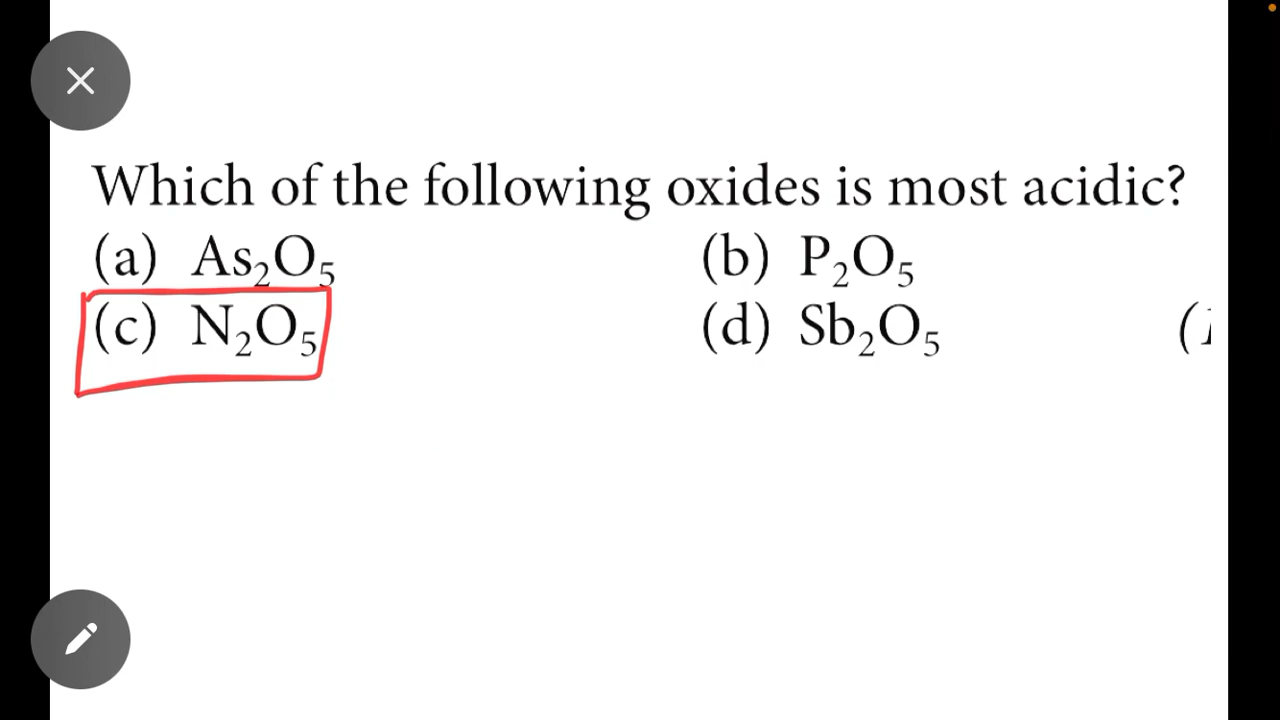 Which of the following oxides is most acidic?
(a) As₂O₅ (b) P₂O₅
(c) N₂O₅ (d) Sb₂O₅